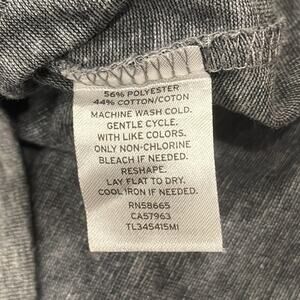 56% POLYESTER
44% COTTON/COTON
MACHINE WASH COLD.
GENTLE CYCLE.
WITH LIKE COLORS.
ONLY NON-CHLORINE
BLEACH IF NEEDED.
RESHAPE.
LAY FLAT TO DRY.
COOL IRON IF NEEDED.
RN58665
CA57963
TL345415MI